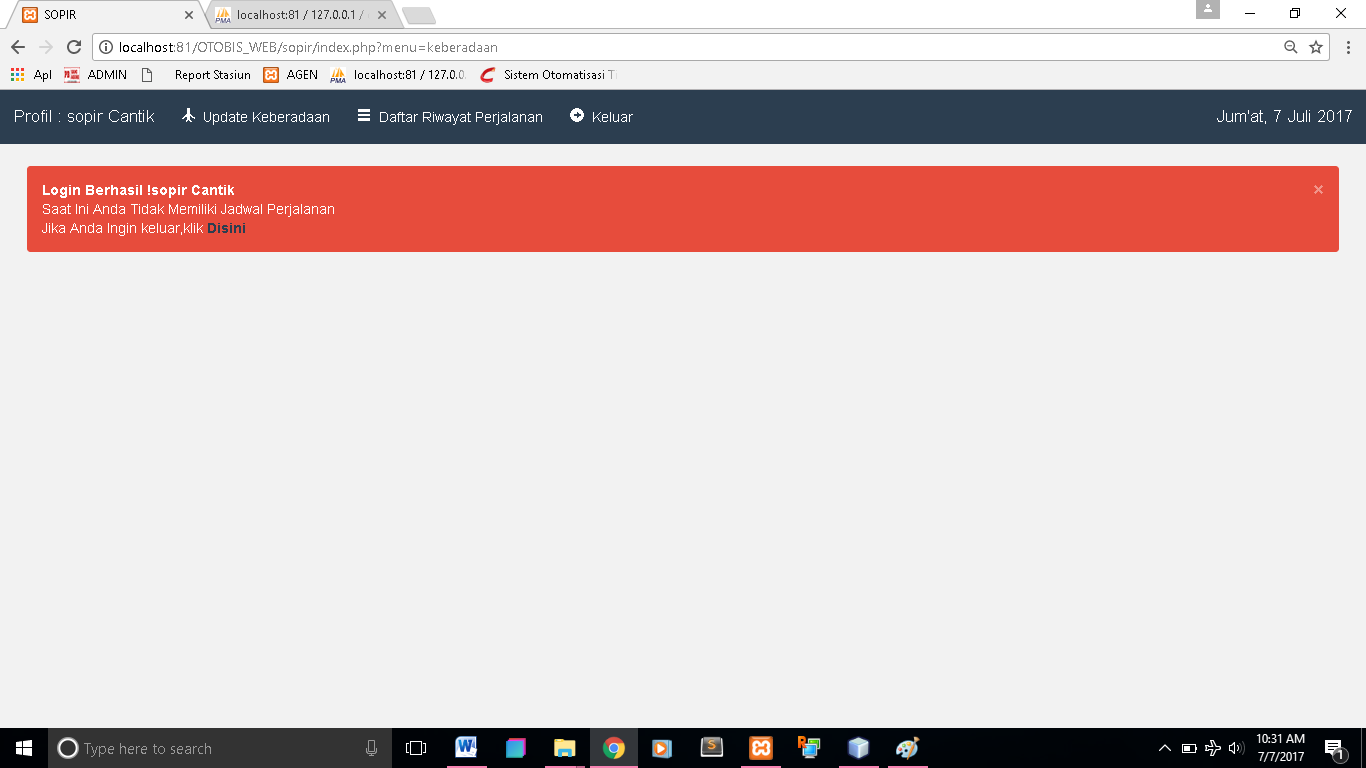 SOPIR
localhost:81 / 127.0.0.1 /
localhost:81/OTOBIS_WEB/sopir/index.php?menu=keberadaan
Apl ADMIN Report Stasiun AGEN localhost:81 / 127.0.0. Sistem Otomatisasi Ti
Profil : sopir Cantik Update Keberadaan Daftar Riwayat Perjalanan Keluar Jum'at, 7 Juli 2017
Login Berhasil !sopir Cantik ×
Saat Ini Anda Tidak Memiliki Jadwal Perjalanan
Jika Anda Ingin keluar,klik Disini
Type here to search
10:31 AM
7/7/2017
1